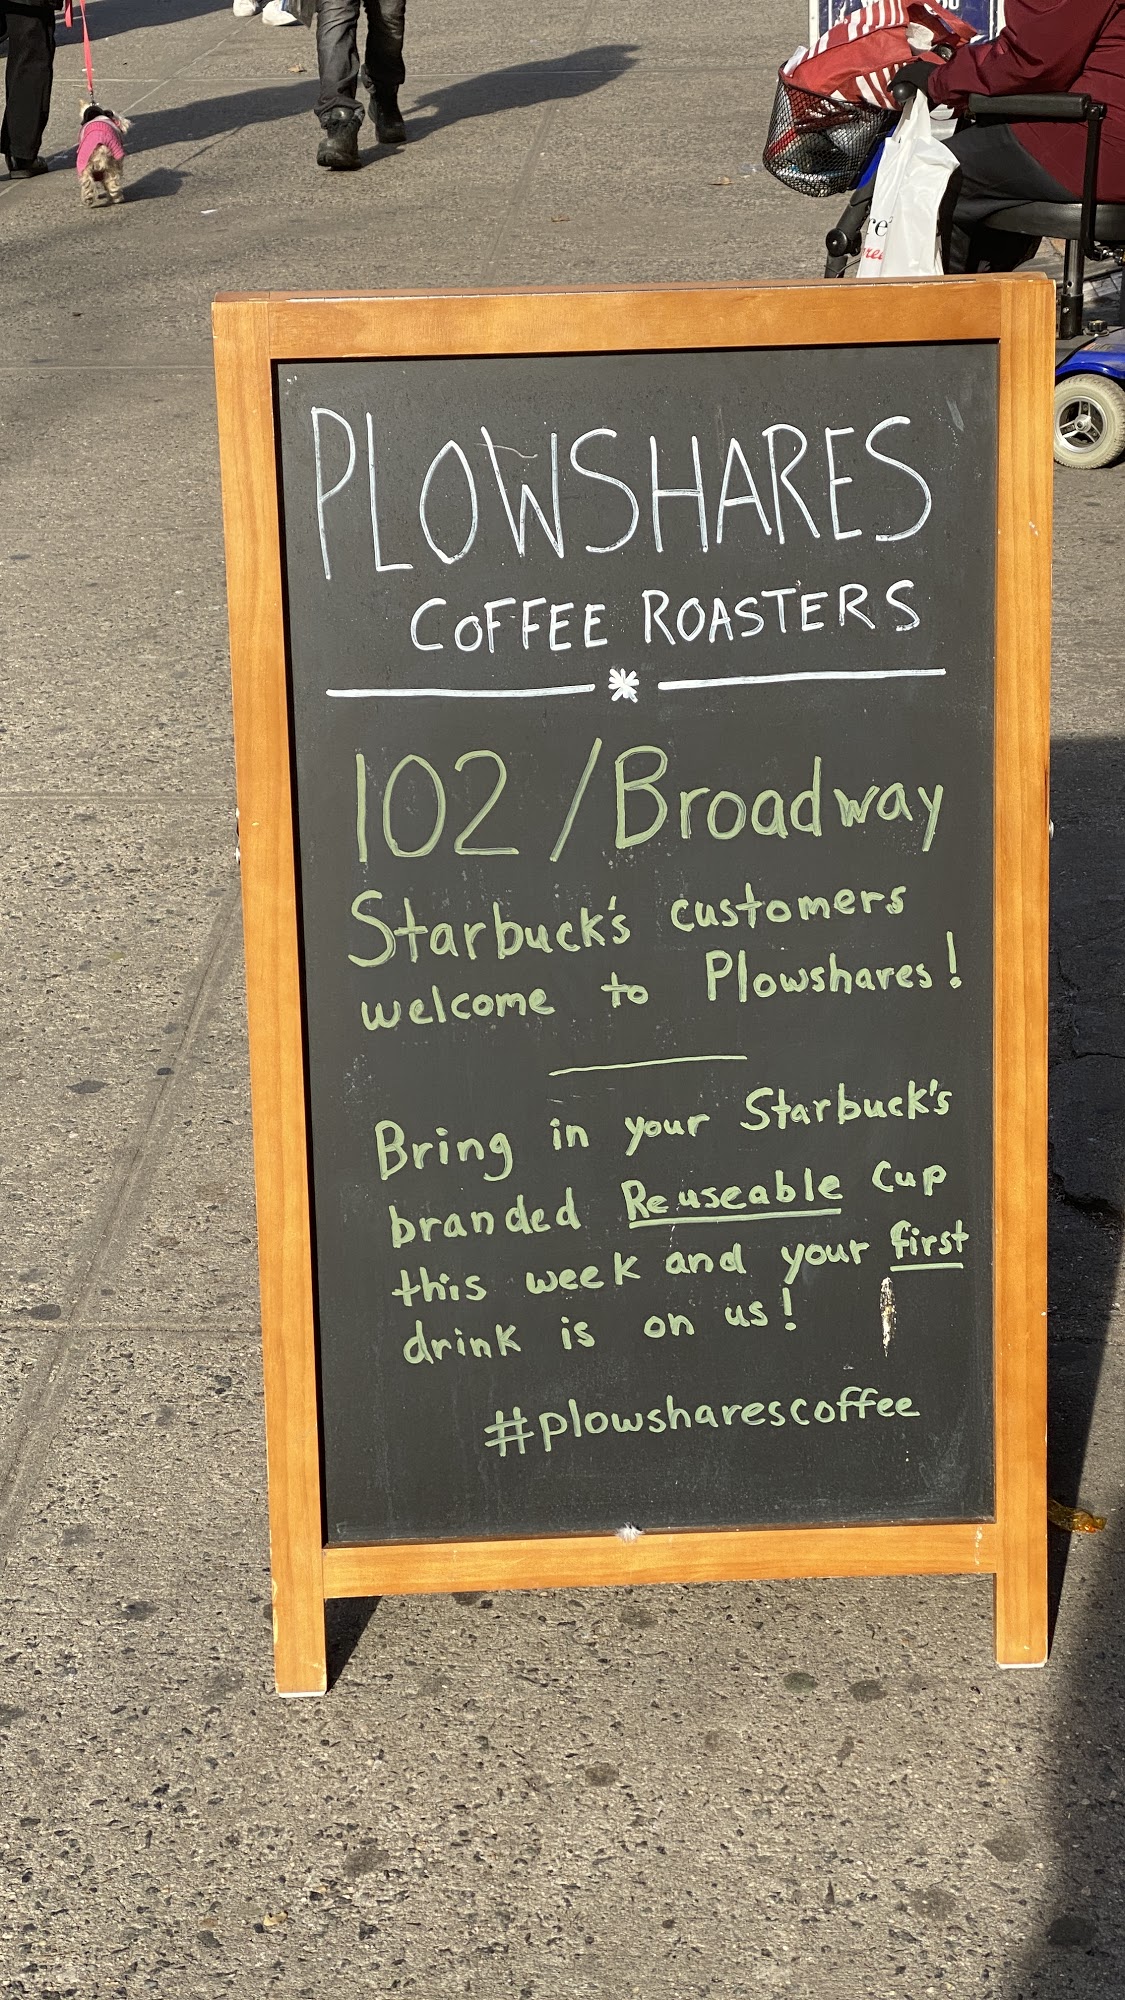 PLOWSHARES
COFFEE ROASTERS
102 / Broadway
Starbuck's customers
welcome to Plowshares!
Bring in your Starbuck's
branded Reuseable cup
this week and your first
drink is on us!
#plowsharescoffee